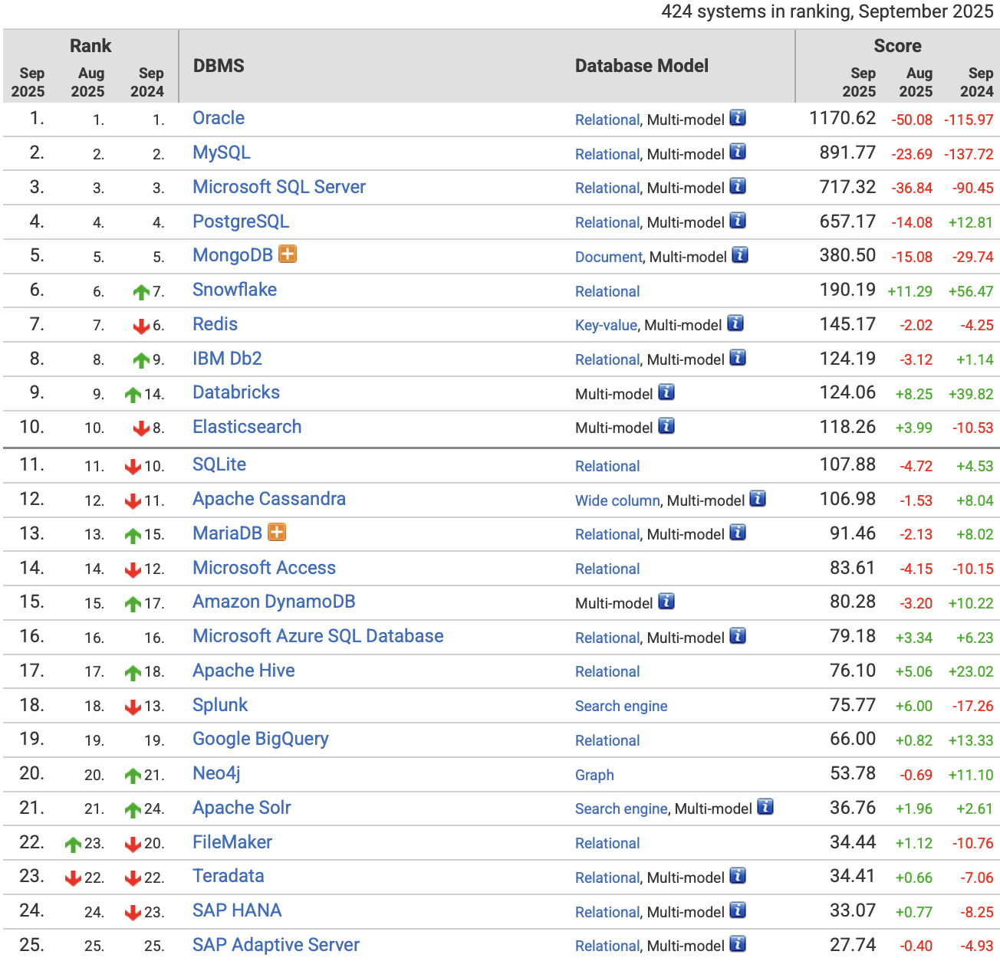 424 systems in ranking, September 2025
Rank DBMS Database Model Score
Sep 2025 Aug 2025 Sep 2024 Sep 2025 Aug 2025 Sep 2024
1. 1. 1. Oracle Relational, Multi-model i 1170.62 -50.08 -115.97
2. 2. 2. MySQL Relational, Multi-model i 891.77 -23.69 -137.72
3. 3. 3. Microsoft SQL Server Relational, Multi-model i 717.32 -36.84 -90.45
4. 4. 4. PostgreSQL Relational, Multi-model i 657.17 -14.08 +12.81
5. 5. 5. MongoDB + Document, Multi-model i 380.50 -15.08 -29.74
6. 6. 7. Snowflake Relational 190.19 +11.29 +56.47
7. 7. 6. Redis Key-value, Multi-model i 145.17 -2.02 -4.25
8. 8. 9. IBM Db2 Relational, Multi-model i 124.19 -3.12 +1.14
9. 9. 14. Databricks Multi-model i 124.06 +8.25 +39.82
10. 10. 8. Elasticsearch Multi-model i 118.26 +3.99 -10.53
11. 11. 10. SQLite Relational 107.88 -4.72 +4.53
12. 12. 11. Apache Cassandra Wide column, Multi-model i 106.98 -1.53 +8.04
13. 13. 15. MariaDB + Relational, Multi-model i 91.46 -2.13 +8.02
14. 14. 12. Microsoft Access Relational 83.61 -4.15 -10.15
15. 15. 17. Amazon DynamoDB Multi-model i 80.28 -3.20 +10.22
16. 16. 16. Microsoft Azure SQL Database Relational, Multi-model i 79.18 +3.34 +6.23
17. 17. 18. Apache Hive Relational 76.10 +5.06 +23.02
18. 18. 13. Splunk Search engine 75.77 +6.00 -17.26
19. 19. 19. Google BigQuery Relational 66.00 +0.82 +13.33
20. 20. 21. Neo4j Graph 53.78 -0.69 +11.10
21. 21. 24. Apache Solr Search engine, Multi-model i 36.76 +1.96 +2.61
22. 23. 20. FileMaker Relational 34.44 +1.12 -10.76
23. 22. 22. Teradata Relational, Multi-model i 34.41 +0.66 -7.06
24. 24. 23. SAP HANA Relational, Multi-model i 33.07 +0.77 -8.25
25. 25. 25. SAP Adaptive Server Relational, Multi-model i 27.74 -0.40 -4.93